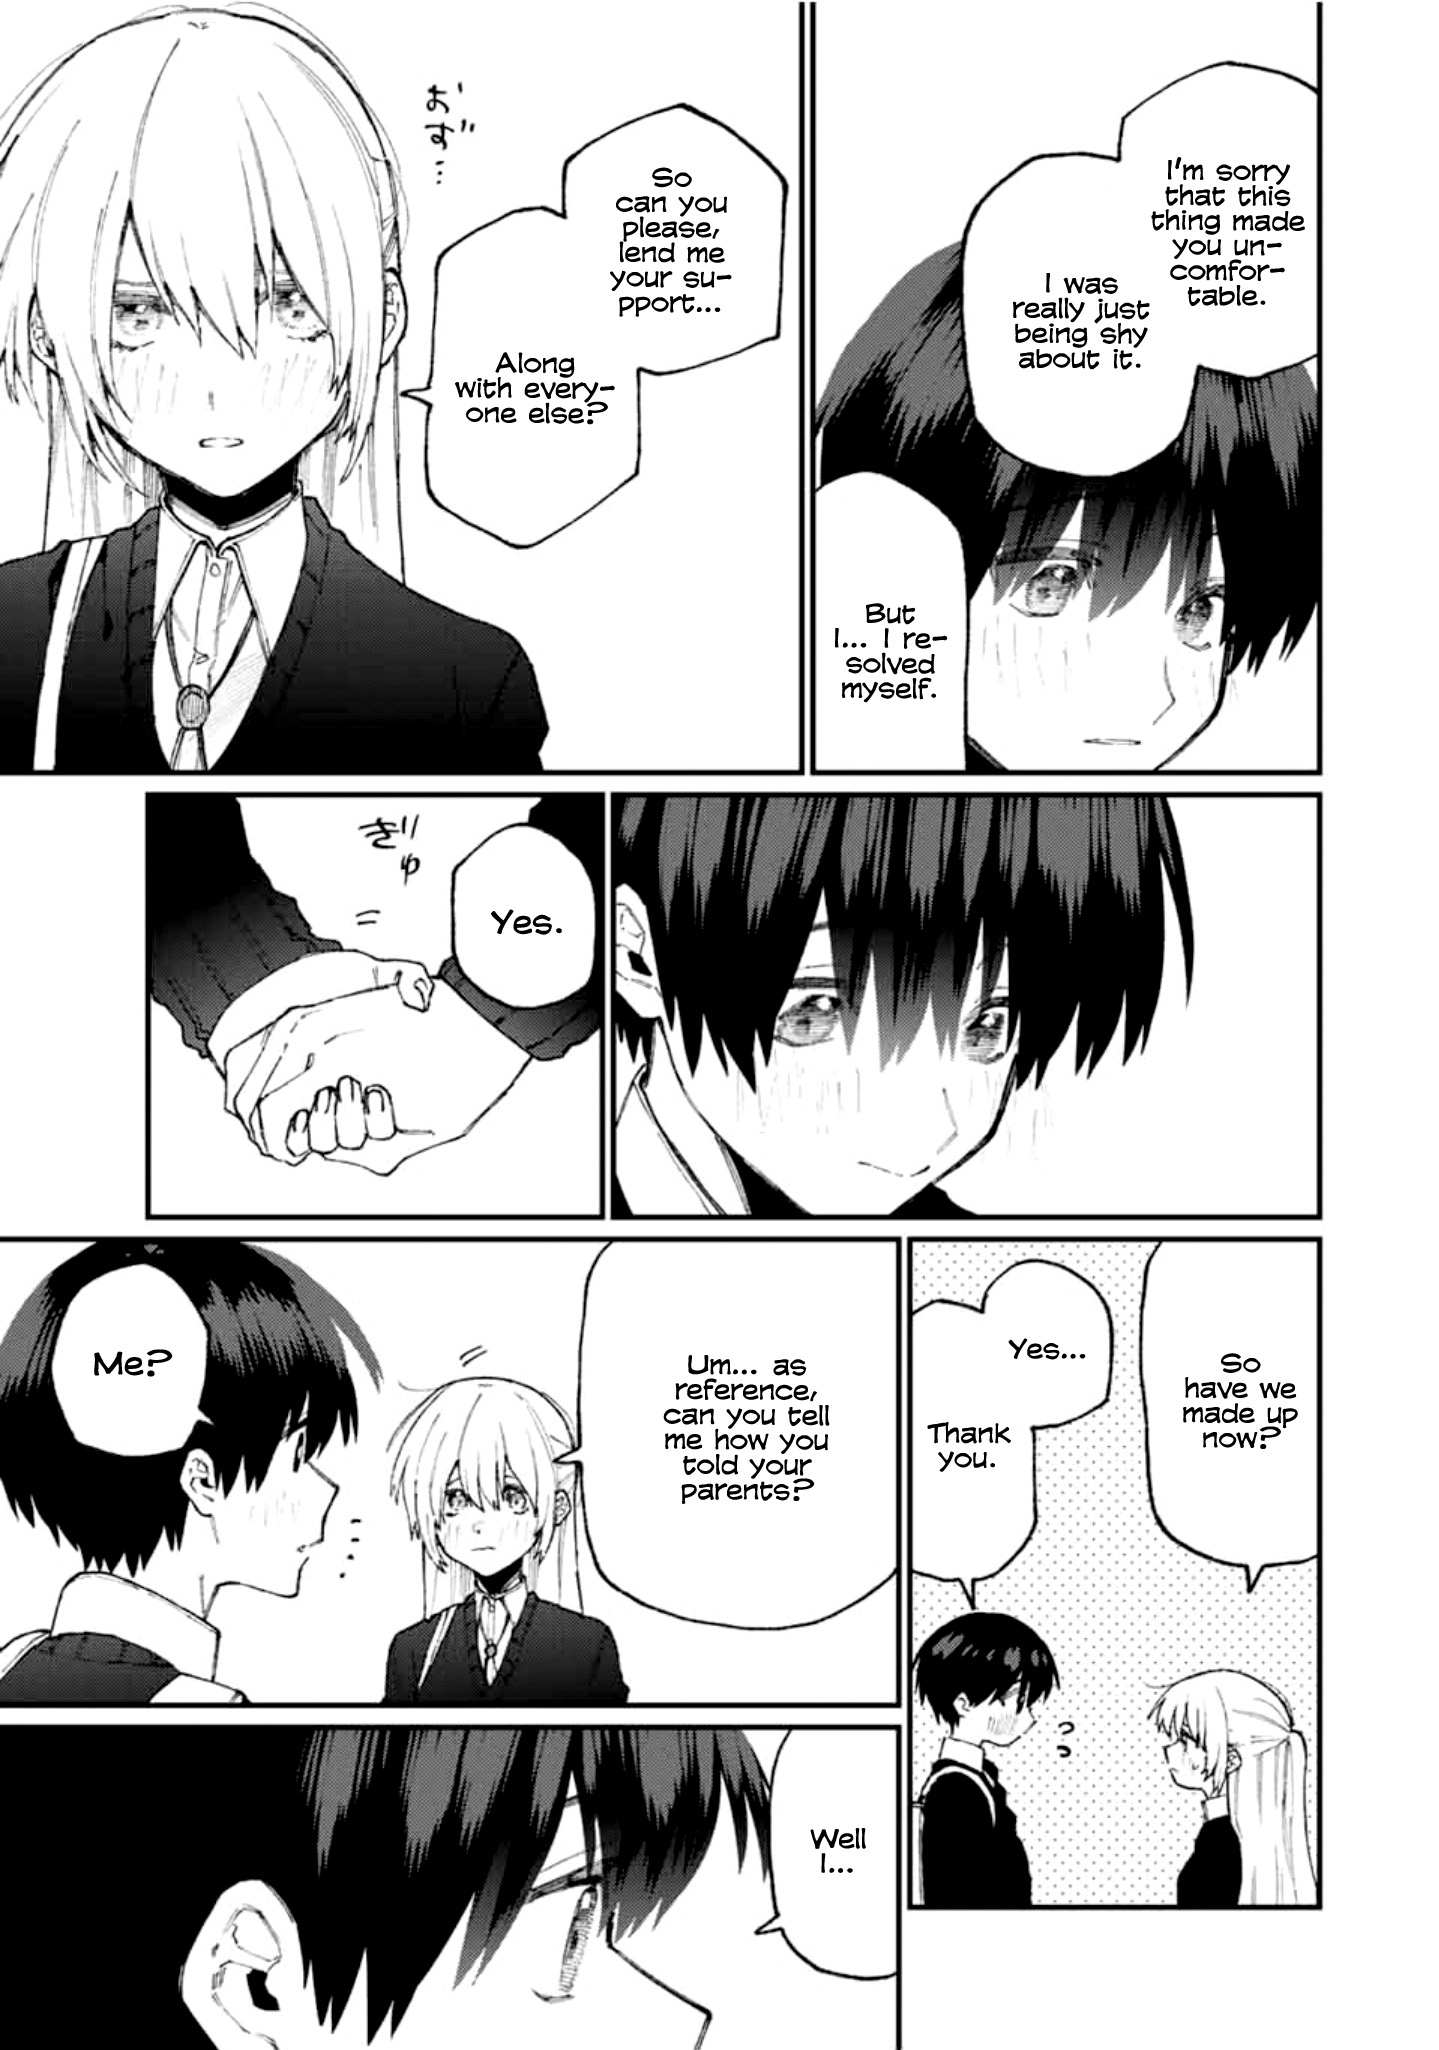 I'm sorry
that this
thing made
you un-
comfor-
table.
I was
really just
being shy
about it.
But
I... I re-
solved
myself.
So
can you
please,
lend me
your su-
pport...
Along
with every-
one else?
おず
おず…
Yes.
ぎゅ
So
have we
made up
now?
Yes...
Thank
you.
Um... as
reference,
can you tell
me how you
told your
parents?
Me?
Well
I...